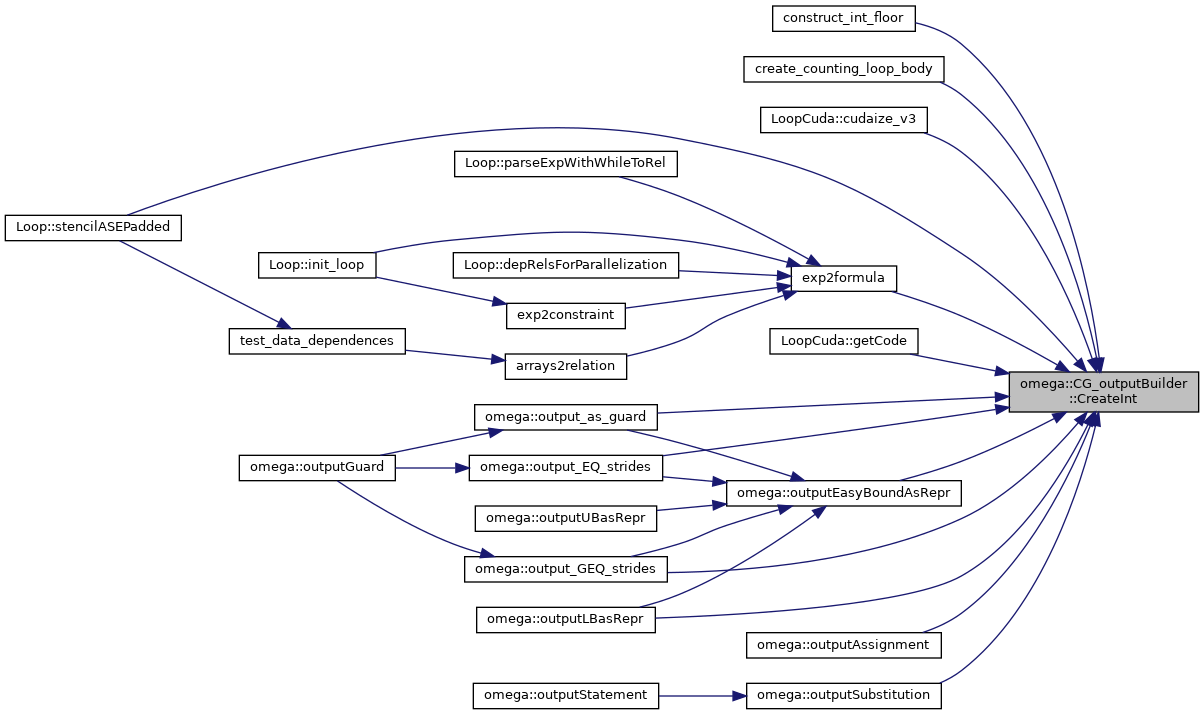 construct_int_floor
create_counting_loop_body
LoopCuda::cudaize_v3
Loop::parseExpWithWhileToRel
Loop::stencilASEPadded
Loop::init_loop
Loop::depRelsForParallelization
exp2formula
exp2constraint
test_data_dependences
LoopCuda::getCode
arrays2relation
omega::CG_outputBuilder
::CreateInt
omega::output_as_guard
omega::outputGuard
omega::output_EQ_strides
omega::outputEasyBoundAsRepr
omega::outputUBasRepr
omega::output_GEQ_strides
omega::outputLBasRepr
omega::outputAssignment
omega::outputStatement
omega::outputSubstitution